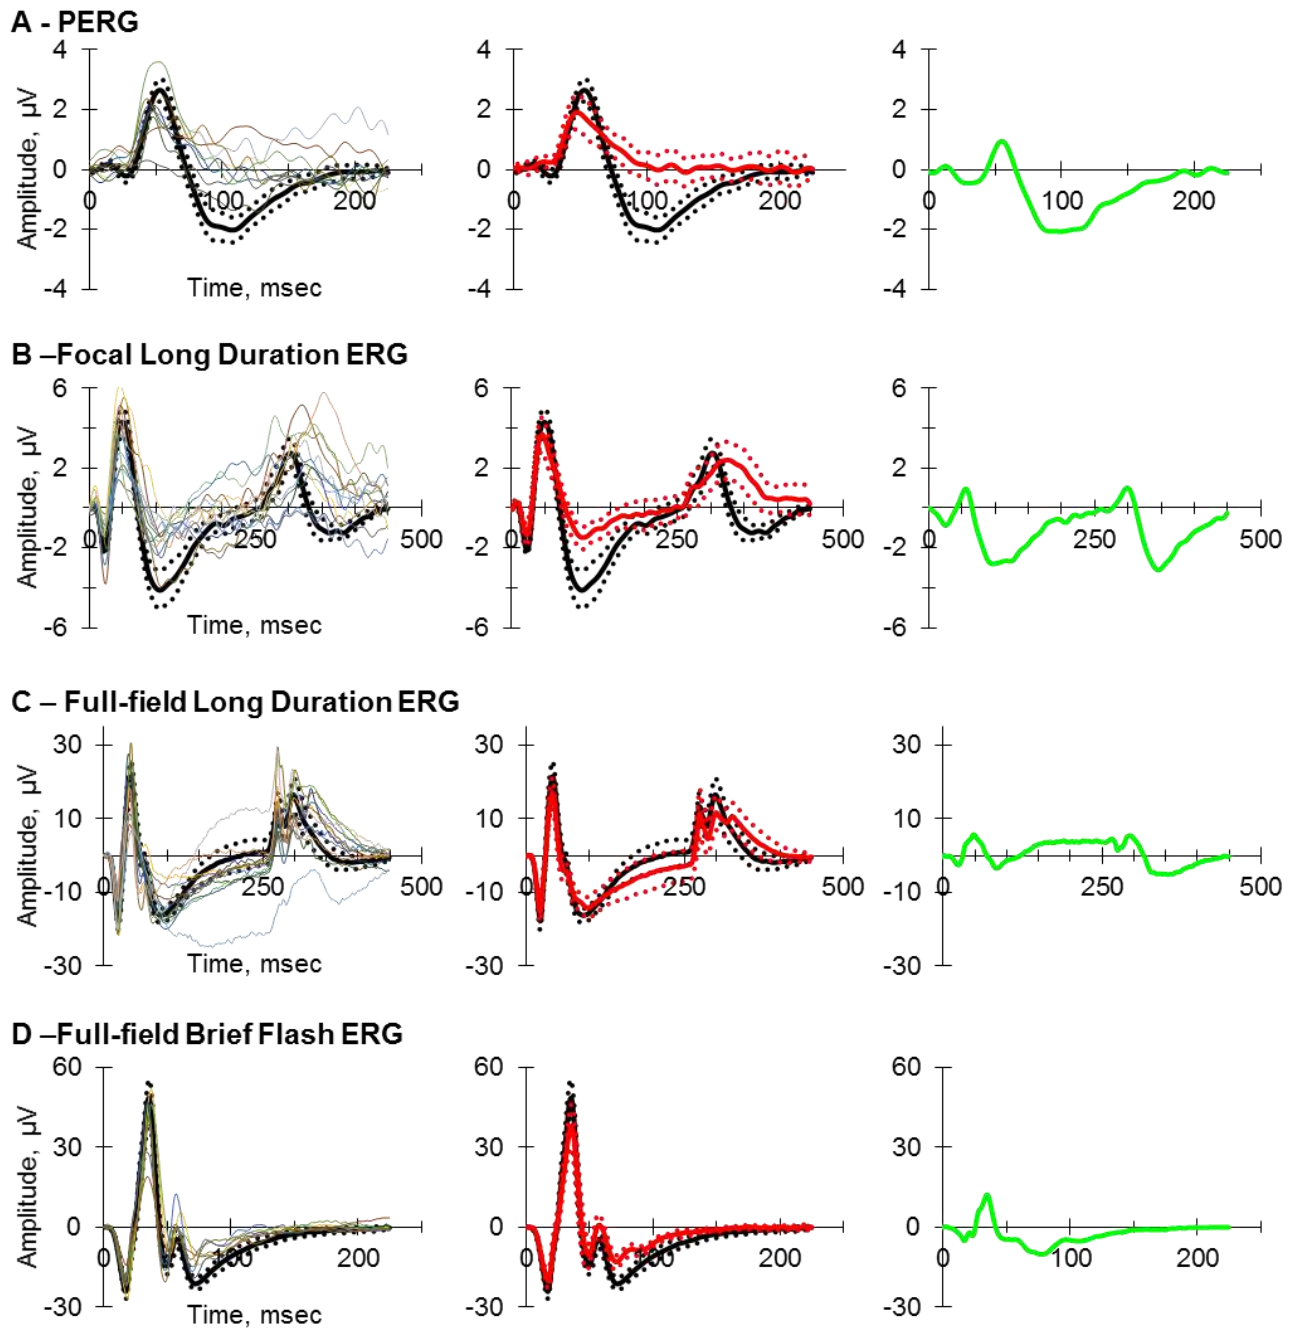 A - PERG
4 4 4
2 2 2
0 0 0
0 100 200 0 100 200 0 100 200
-2 -2 -2
-4 -4 -4
Amplitude, µV
Time, msec
B –Focal Long Duration ERG
6 6 6
2 2 2
0 250 500 0 250 500 0 250 500
-2 -2 -2
-6 -6 -6
Amplitude, µV
Time, msec
C – Full-field Long Duration ERG
30 30 30
10 10 10
0 250 500 0 250 500 0 250 500
-10 -10 -10
-30 -30 -30
Amplitude, µV
Time, msec
D –Full-field Brief Flash ERG
60 60 60
30 30 30
0 0 0
0 100 200 0 100 200 0 100 200
-30 -30 -30
Amplitude, µV
Time, msec